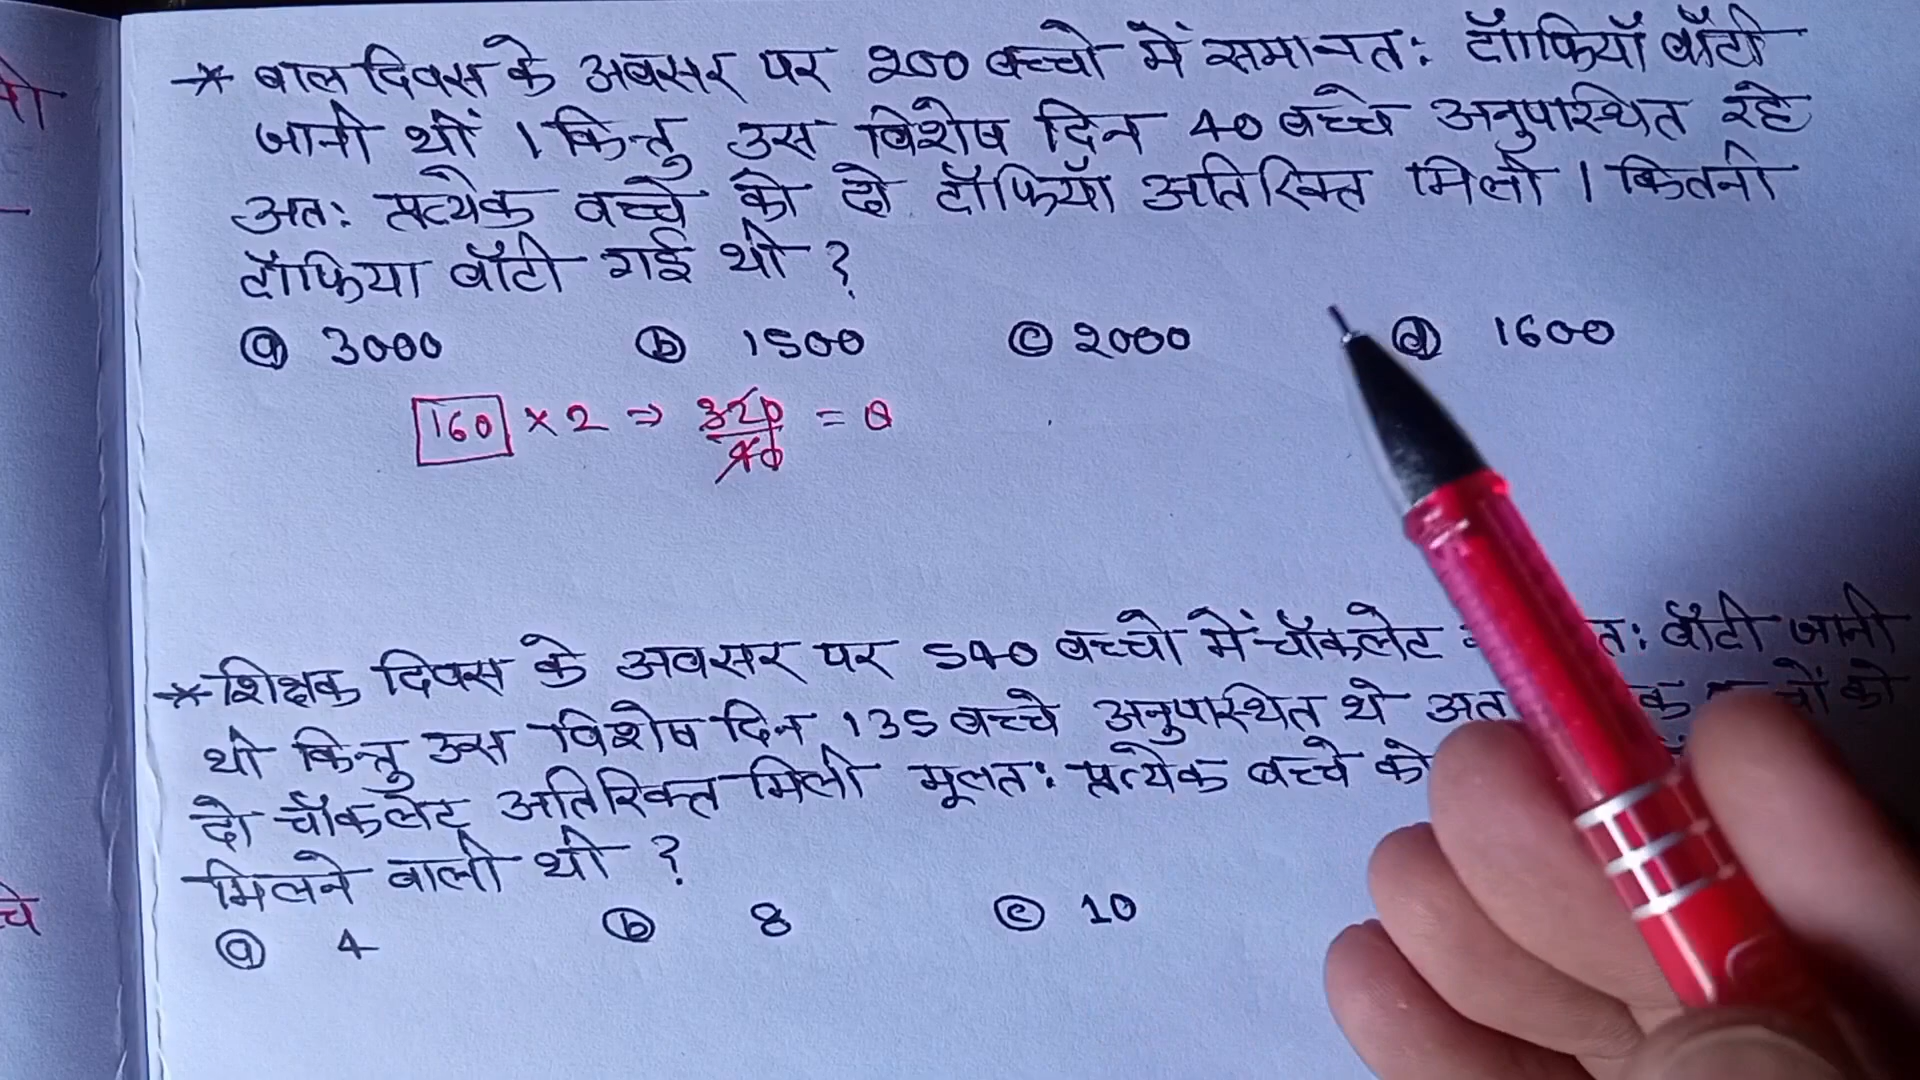 * बाल दिवस के अवसर पर 200 बच्चो में समानत: टॉफियाँ बाँटी
जानी थीं । किन्तु उस विशेष दिन 40 बच्चे अनुपास्थित रहे
अत: प्रत्येक बच्चे को दो टॉफियाँ अतिरिक्त मिली । कितनी
टॉफिया बाँटी गई थी ?
ⓐ 3000 ⓑ 1500 ⓒ 2000 ⓓ 1600
160 × 2 ⇒ 320/40 = 8
* शिक्षक दिवस के अवसर पर 540 बच्चो में चॉकलेट त: बाँटी जानी
थी किन्तु उस विशेष दिन 135 बच्चे अनुपास्थित थे अत को
दो चॉकलेट अतिरिक्त मिली मूलत: प्रत्येक बच्चे को
मिलने वाली थी ?
ⓐ 4 ⓑ 8 ⓒ 10
चे